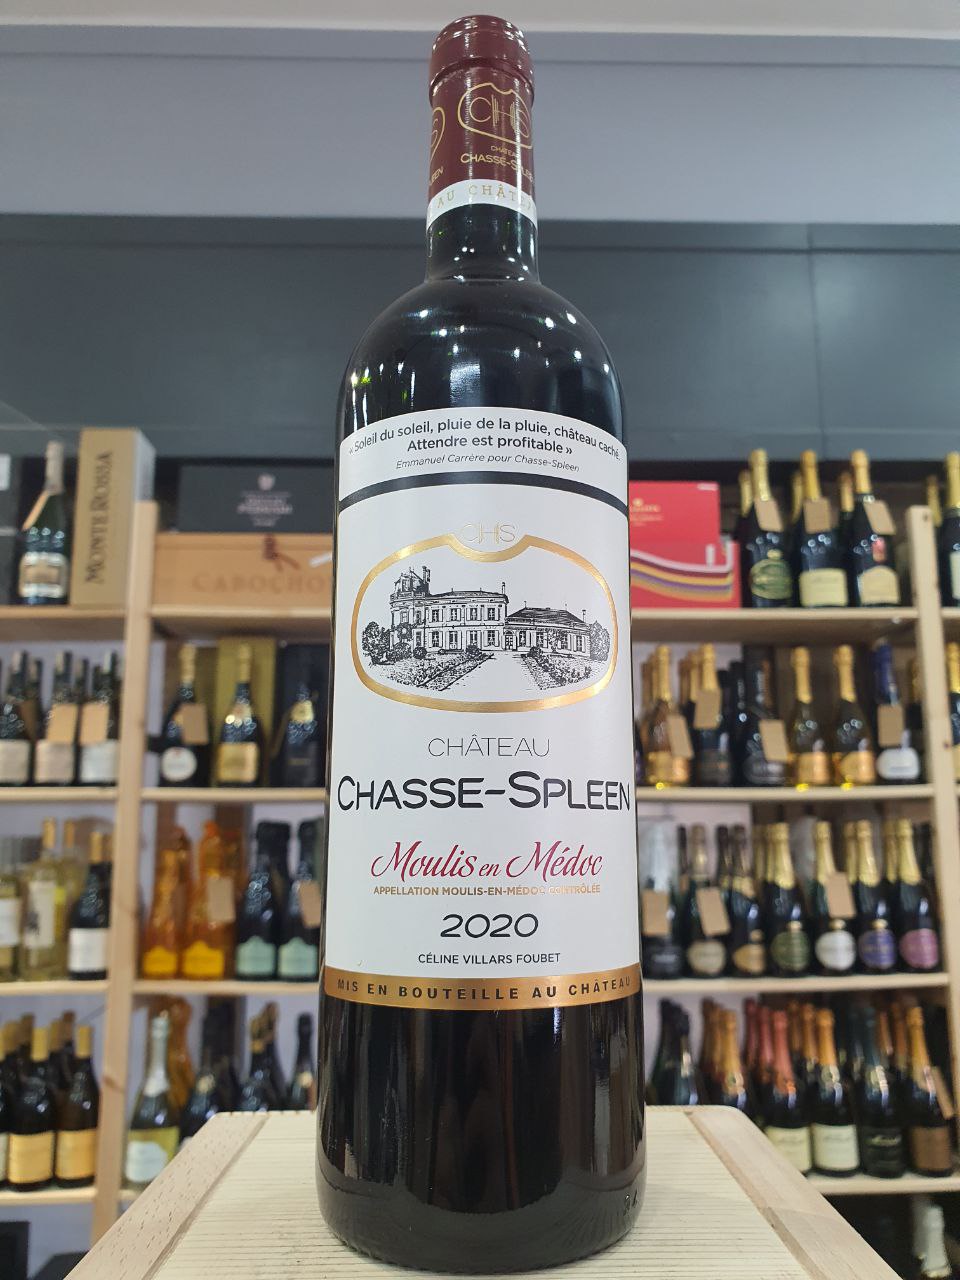 CHS
CHÂTEAU
CHASSE-SPLEEN
AU CHÂTEAU
« Soleil du soleil, pluie de la pluie, château caché.
Attendre est profitable »
Emmanuel Carrère pour Chasse-Spleen
CHS
CHÂTEAU
CHASSE-SPLEEN
Moulis en Médoc
APPELLATION MOULIS-EN-MÉDOC CONTRÔLÉE
2020
CÉLINE VILLARS FOUBET
MIS EN BOUTEILLE AU CHÂTEAU
MONTE ROSSA